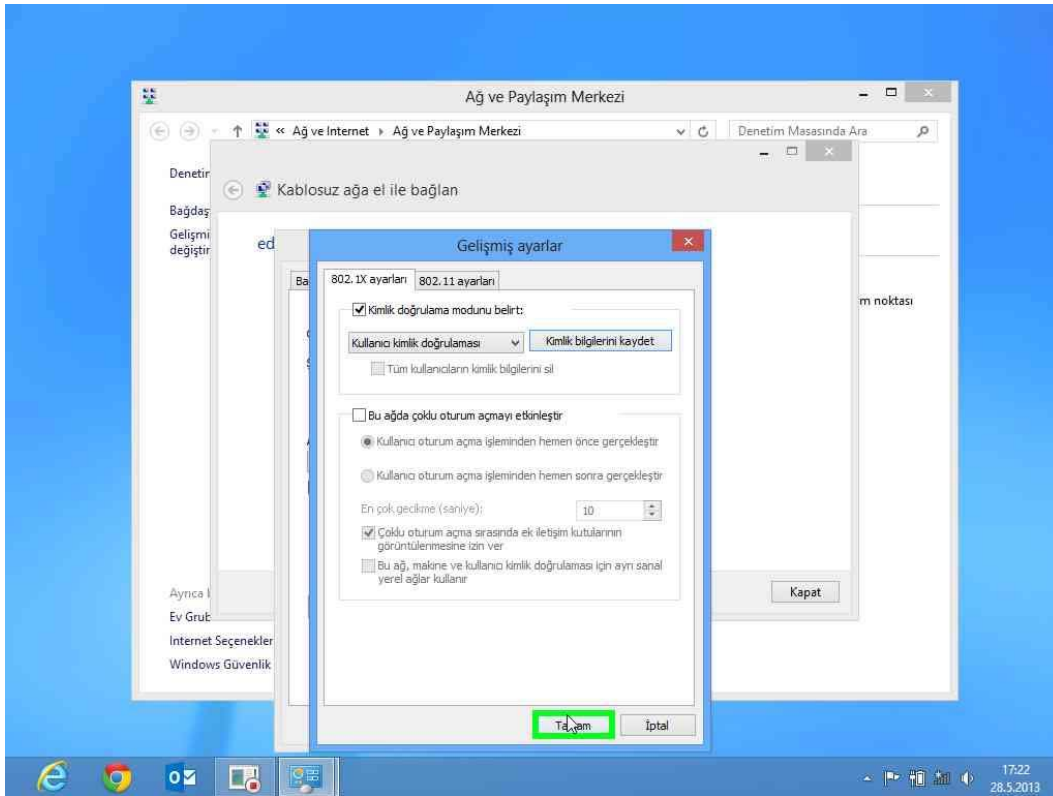 Ağ ve Paylaşım Merkezi
« Ağ ve Internet ▸ Ağ ve Paylaşım Merkezi
Denetim Masasında Ara
Kablosuz ağa el ile bağlan
Gelişmiş ayarlar
802.1X ayarları
802.11 ayarları
m noktası
Kimlik doğrulama modunu belirt:
Kullanıcı kimlik doğrulaması
Kimlik bilgilerini kaydet
Tüm kullanıcıların kimlik bilgilerini sil
Bu ağda çoklu oturum açmayı etkinleştir
Kullanıcı oturum açma işleminden hemen önce gerçekleştir
Kullanıcı oturum açma işleminden hemen sonra gerçekleştir
En çok gecikme (saniye):
10
Çoklu oturum açma sırasında ek iletişim kutularının
görüntülenmesine izin ver
Bu ağ, makine ve kullanıcı kimlik doğrulaması için ayrı sanal
yerel ağlar kullanır
Kapat
Ayrıca
Ev Grub
Internet Seçenekler
Windows Güvenlik
Tamam
İptal
17:22
28.5.2013